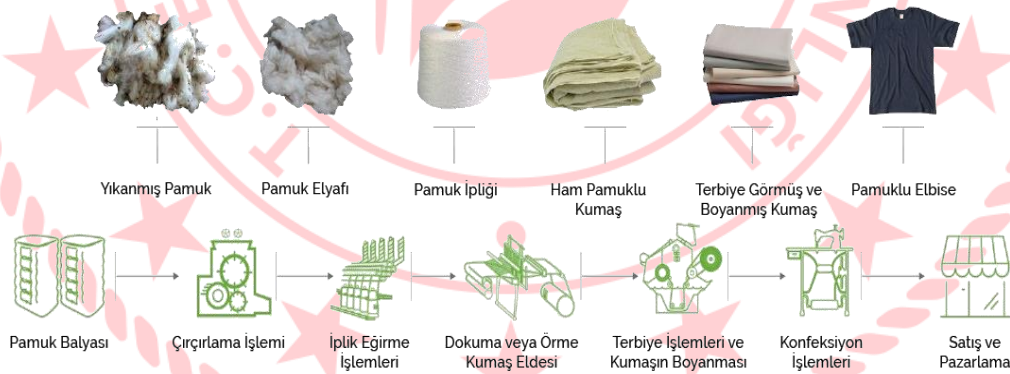 Yıkanmış Pamuk
Pamuk Elyafı
Pamuk İpliği
Ham Pamuklu
Kumaş
Terbiye Görmüş ve
Boyanmış Kumaş
Pamuklu Elbise
Pamuk Balyası
Çırçırlama İşlemi
İplik Eğirme
İşlemleri
Dokuma veya Örme
Kumaş Eldesi
Terbiye İşlemleri ve
Kumaşın Boyanması
Konfeksiyon
İşlemleri
Satış ve
Pazarlama